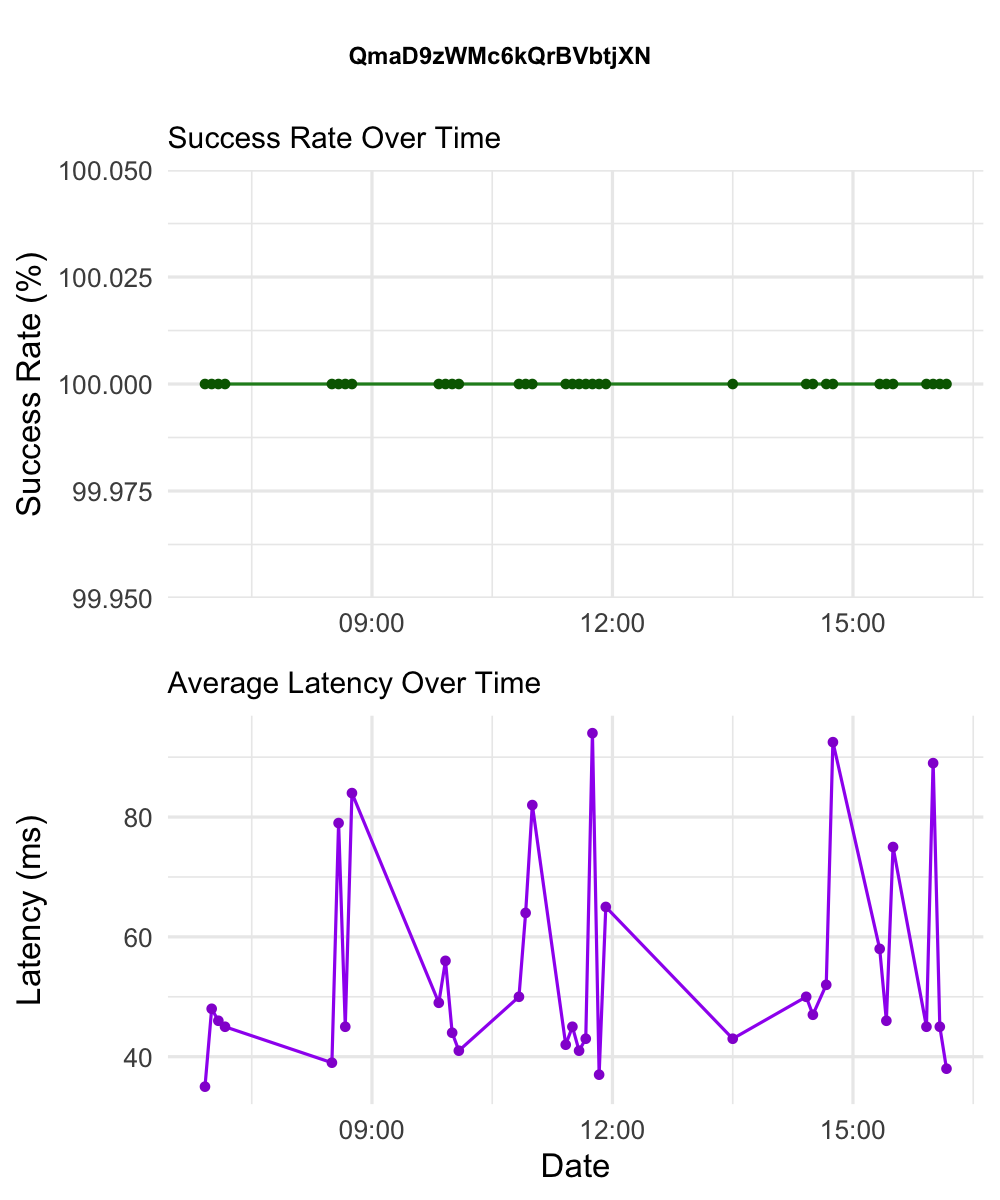 QmaD9zWMc6kQrBVbtjXN
Success Rate Over Time
Success Rate (%)
100.050
100.025
100.000
99.975
99.950
09:00 12:00 15:00
Average Latency Over Time
Latency (ms)
80
60
40
09:00 12:00 15:00
Date